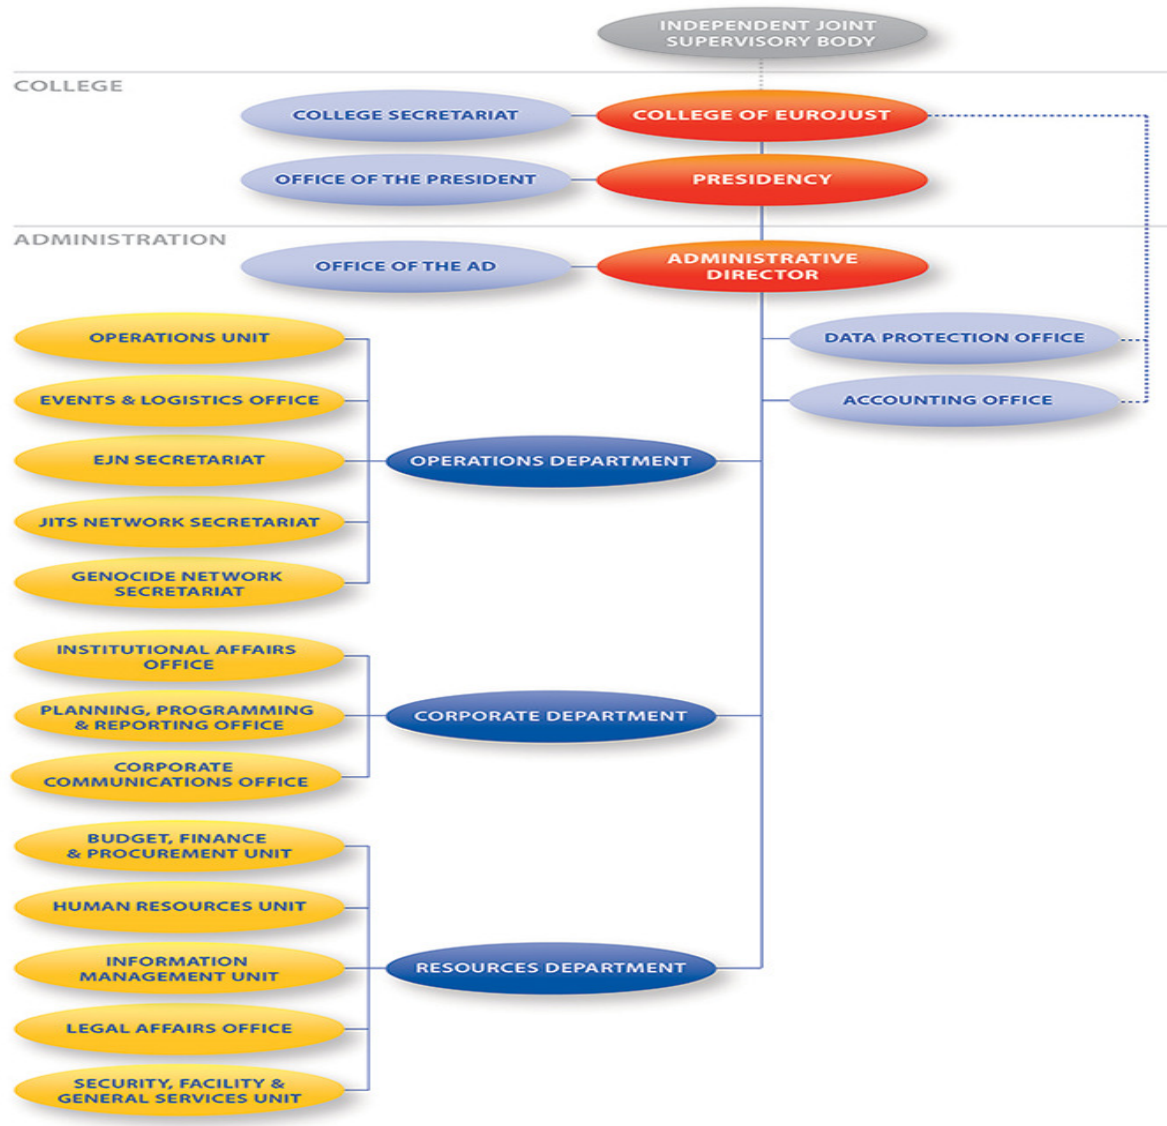 INDEPENDENT JOINT
SUPERVISORY BODY
COLLEGE
COLLEGE SECRETARIAT
COLLEGE OF EUROJUST
OFFICE OF THE PRESIDENT
PRESIDENCY
ADMINISTRATION
OFFICE OF THE AD
ADMINISTRATIVE
DIRECTOR
OPERATIONS UNIT
DATA PROTECTION OFFICE
EVENTS & LOGISTICS OFFICE
ACCOUNTING OFFICE
EJN SECRETARIAT
OPERATIONS DEPARTMENT
JITS NETWORK SECRETARIAT
GENOCIDE NETWORK
SECRETARIAT
INSTITUTIONAL AFFAIRS
OFFICE
PLANNING, PROGRAMMING
& REPORTING OFFICE
CORPORATE DEPARTMENT
CORPORATE
COMMUNICATIONS OFFICE
BUDGET, FINANCE
& PROCUREMENT UNIT
HUMAN RESOURCES UNIT
INFORMATION
MANAGEMENT UNIT
RESOURCES DEPARTMENT
LEGAL AFFAIRS OFFICE
SECURITY, FACILITY &
GENERAL SERVICES UNIT